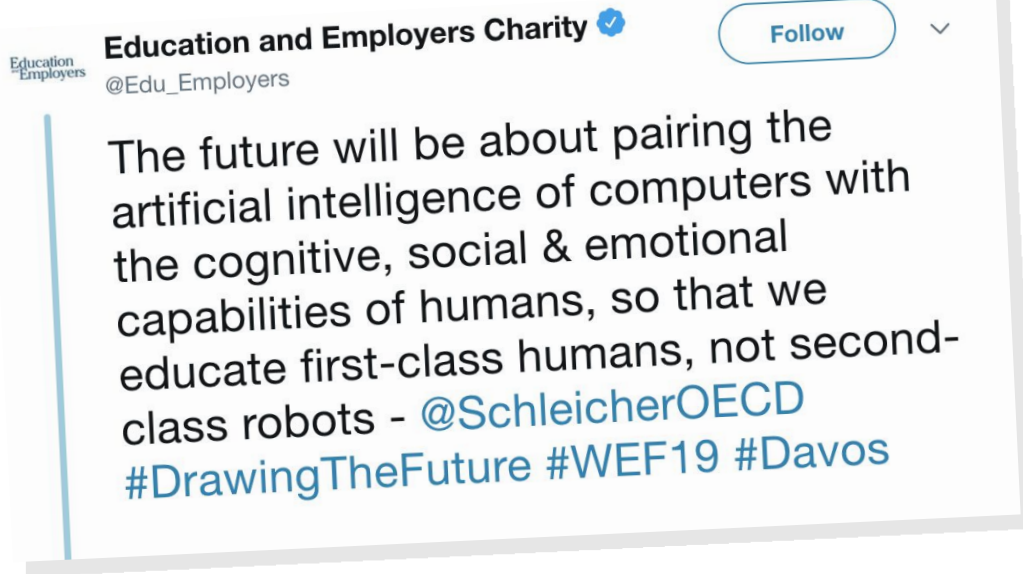 Education and Employers Charity
Follow
Education
and Employers
@Edu_Employers
The future will be about pairing the
artificial intelligence of computers with
the cognitive, social & emotional
capabilities of humans, so that we
educate first-class humans, not second-
class robots - @SchleicherOECD
#DrawingTheFuture #WEF19 #Davos